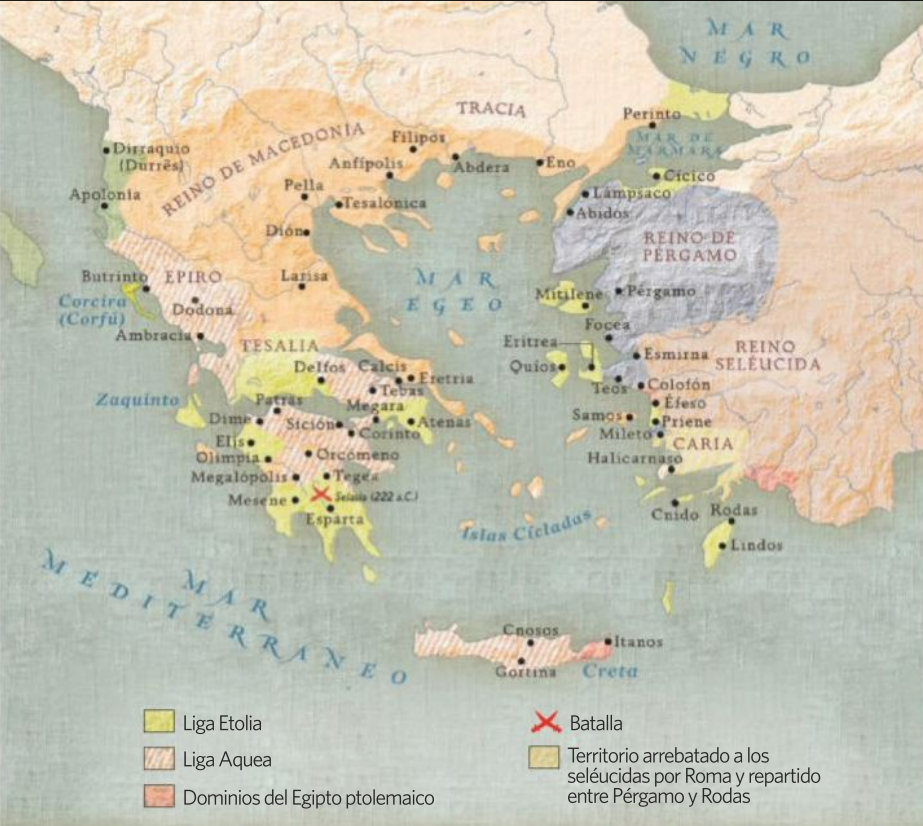 MAR
NEGRO
TRACIA
Perinto
MAR DE
MARMARA
Filipos
Dirraquio
(Durrës)
REINO DE MACEDONIA
Anfípolis
Abdera
Eno
Cícico
Pella
Lámpsaco
Apolonia
Tesalónica
Abidos
Dión
REINO DE
PÉRGAMO
Butrinto
EPIRO
Larisa
MAR
EGEO
Mitilene
Pérgamo
Corcira
(Corfú)
Dodona
Focea
Ambracia
TESALIA
Eritrea
Esmirna
REINO
SELÉUCIDA
Delfos
Calcis
Eretria
Quíos
Tebas
Teos
Colofón
Zaquinto
Patras
Megara
Éfeso
Dime
Sición
Atenas
Samos
Priene
Corinto
Mileto
Elis
CARIA
Olimpia
Orcómeno
Halicarnaso
Megalópolis
Tegea
Mesene
Selasia (222 a.C.)
Esparta
Cnido
Rodas
Islas Cícladas
Lindos
MAR
MEDITERRANEO
Cnosos
Itanos
Gortina
Creta
Liga Etolia
Batalla
Liga Aquea
Territorio arrebatado a los
seléucidas por Roma y repartido
entre Pérgamo y Rodas
Dominios del Egipto ptolemaico